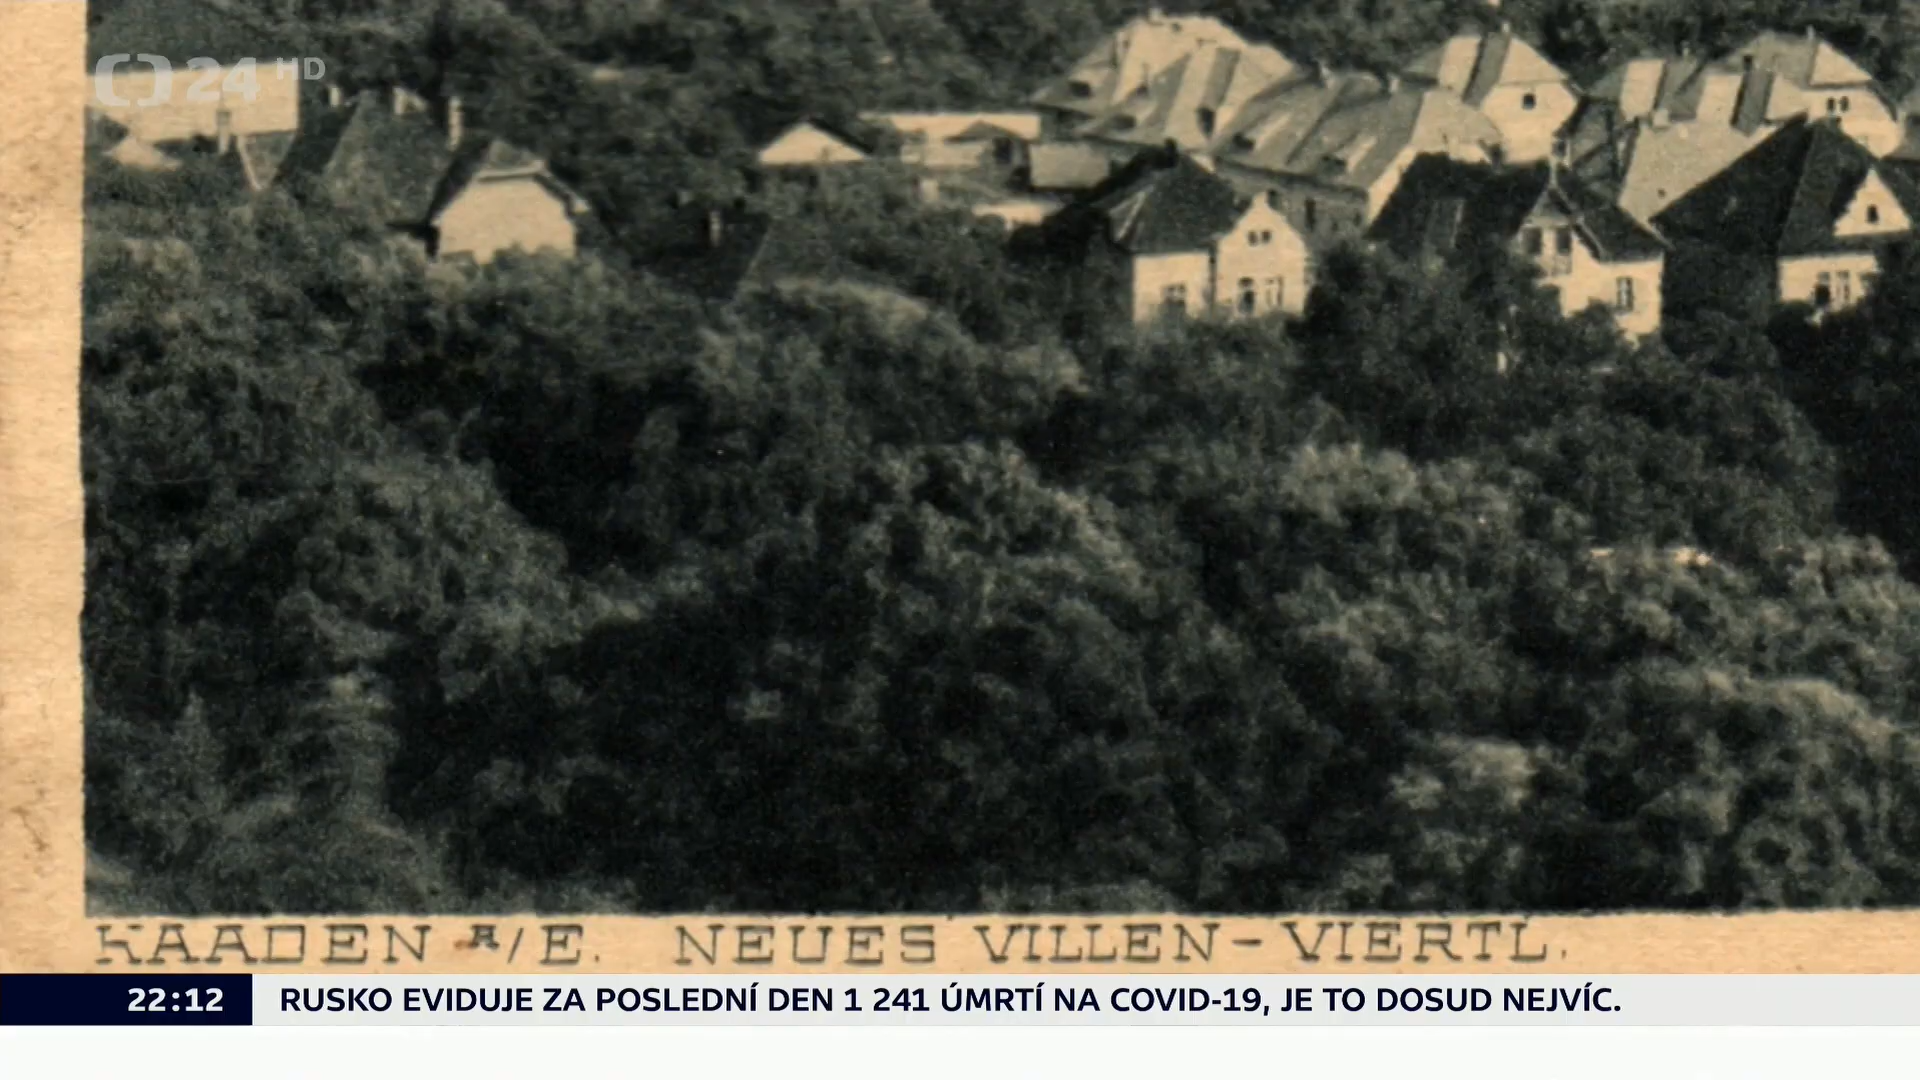 24 HD
KAADEN A/E. NEUES VILLEN-VIERTL.
22:12 RUSKO EVIDUJE ZA POSLEDNÍ DEN 1 241 ÚMRTÍ NA COVID-19, JE TO DOSUD NEJVÍC.